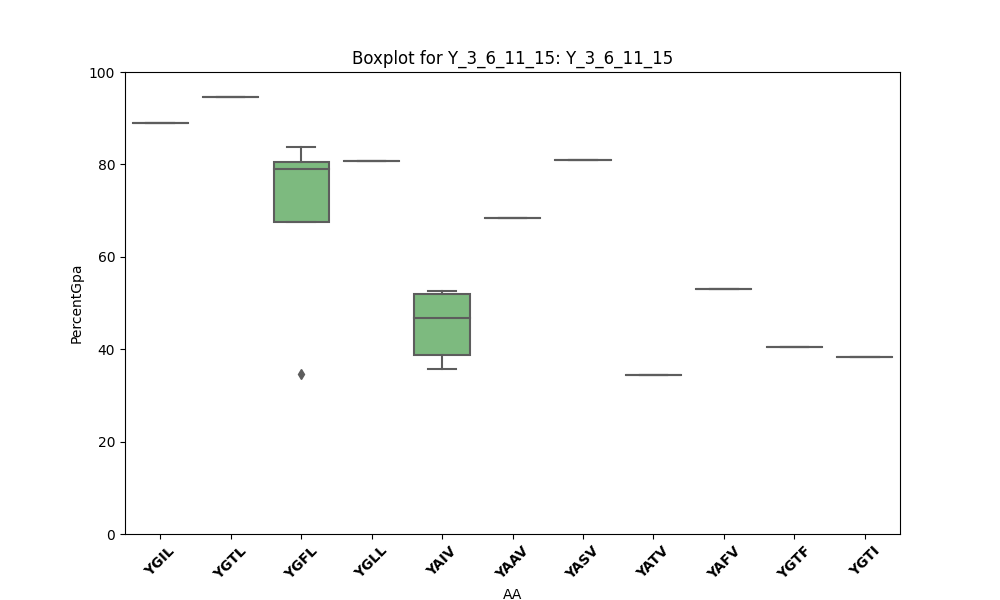 Boxplot for Y_3_6_11_15: Y_3_6_11_15
100
80
60
40
20
0
PercentGpa
YGIL YGTL YGFL YGLL YAIV YAAV YASV YATV YAFV YGTF YGTI
AA